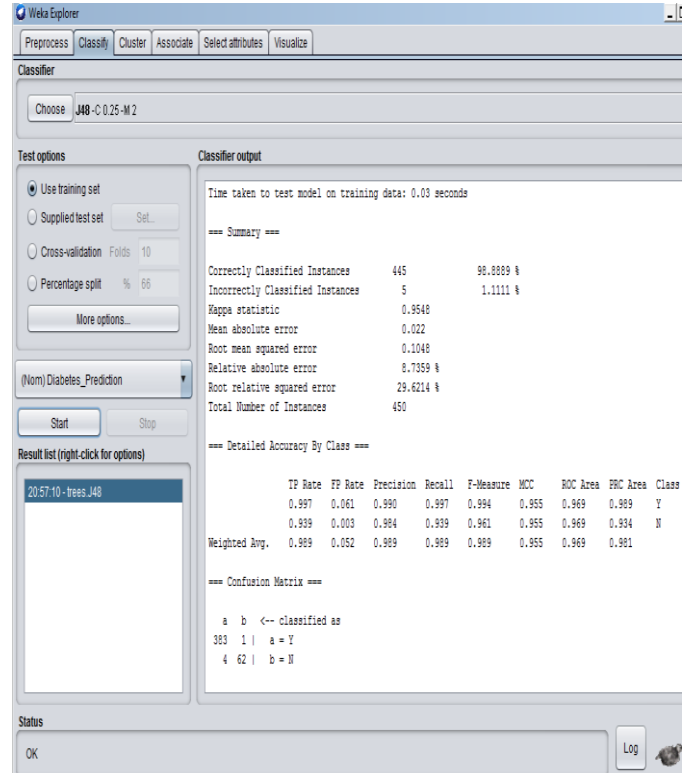 Weka Explorer
Preprocess Classify Cluster Associate Select attributes Visualize
Classifier
Choose J48 -C 0.25 -M 2
Test options
Use training set
Supplied test set Set...
Cross-validation Folds 10
Percentage split % 66
More options...
(Nom) Diabetes_Prediction
Start Stop
Result list (right-click for options)
20:57:10 - trees.J48
Classifier output
Time taken to test model on training data: 0.03 seconds
=== Summary ===
Correctly Classified Instances 445 98.8889 %
Incorrectly Classified Instances 5 1.1111 %
Kappa statistic 0.9548
Mean absolute error 0.022
Root mean squared error 0.1048
Relative absolute error 8.7359 %
Root relative squared error 29.6214 %
Total Number of Instances 450
=== Detailed Accuracy By Class ===
TP Rate FP Rate Precision Recall F-Measure MCC ROC Area PRC Area Class
0.997 0.061 0.990 0.997 0.994 0.955 0.969 0.989 Y
0.939 0.003 0.984 0.939 0.961 0.955 0.969 0.934 N
Weighted Avg. 0.989 0.052 0.989 0.989 0.989 0.955 0.969 0.981
=== Confusion Matrix ===
a b <-- classified as
383 1 | a = Y
4 62 | b = N
Status
OK
Log